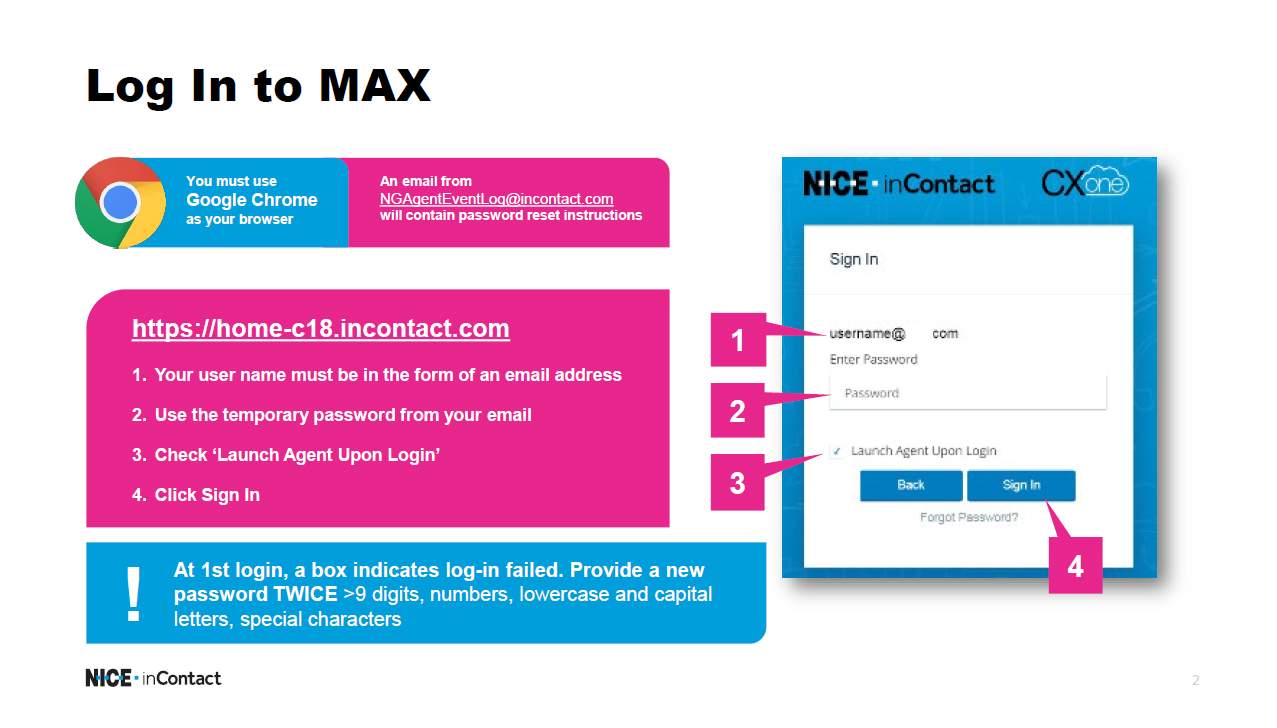 Log In to MAX
You must use
Google Chrome
as your browser
An email from
NGAgentEventLog@incontact.com
will contain password reset instructions
https://home-c18.incontact.com
1. Your user name must be in the form of an email address
2. Use the temporary password from your email
3. Check ‘Launch Agent Upon Login’
4. Click Sign In
!
At 1st login, a box indicates log-in failed. Provide a new
password TWICE >9 digits, numbers, lowercase and capital
letters, special characters
NICE inContact
CXone
Sign In
1
username@ com
Enter Password
2
Password
3
✓ Launch Agent Upon Login
Back
Sign In
Forgot Password?
4
NICE inContact
2